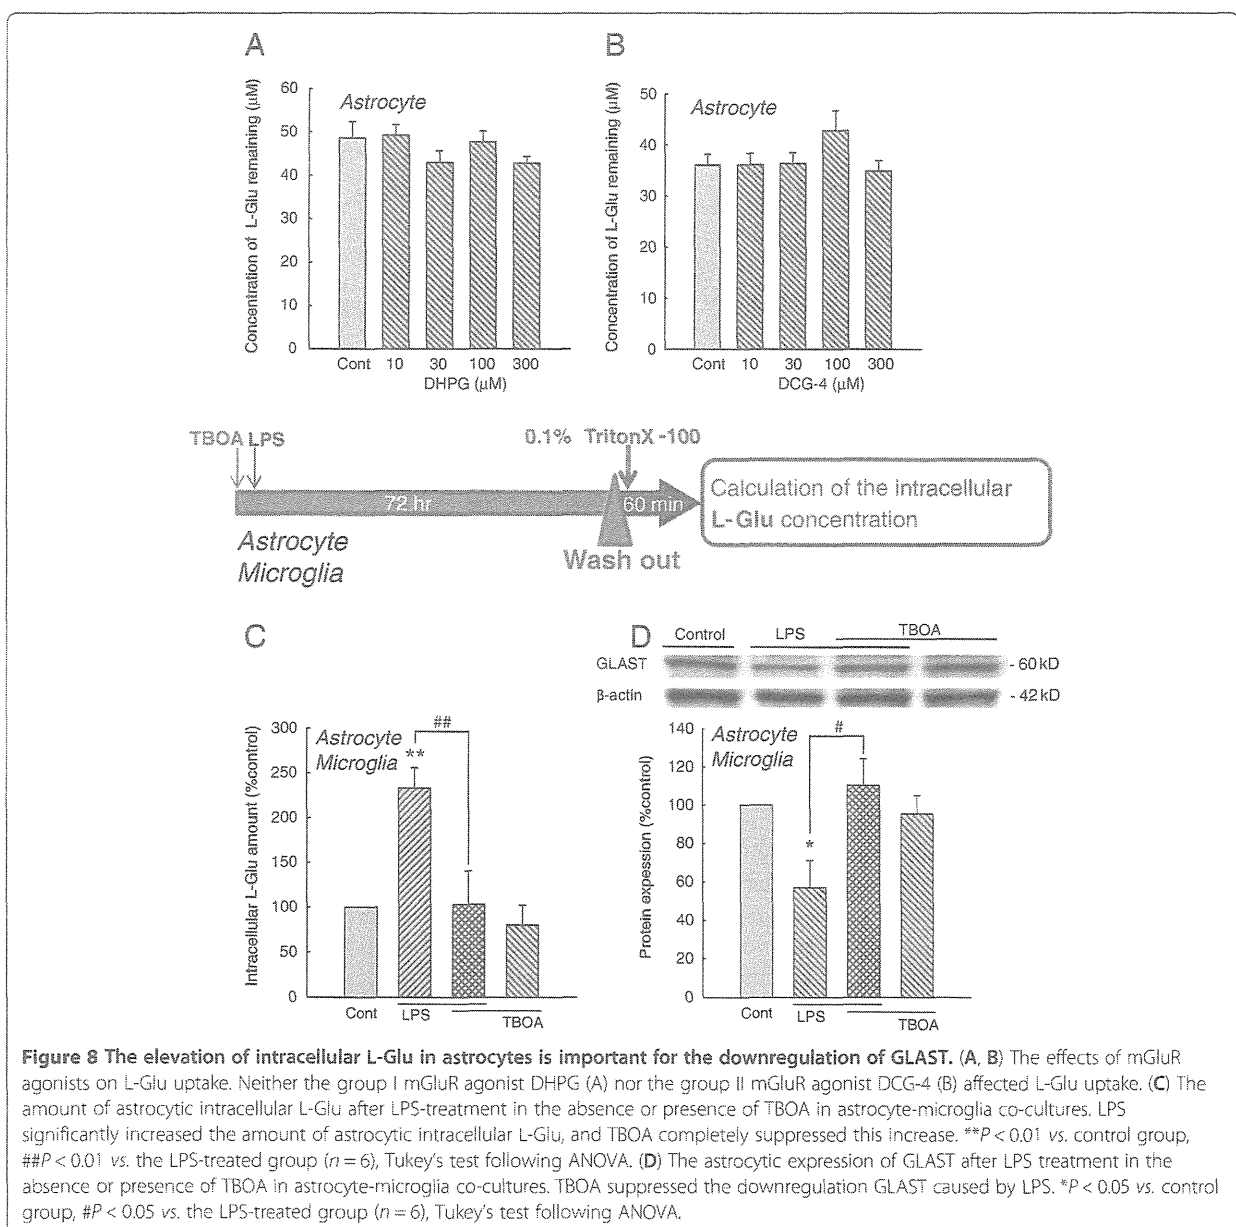 A
B
Concentration of L-Glu remaining (μM)
60
50
40
30
20
10
0
Astrocyte
Cont 10 30 100 300
DHPG (μM)
Concentration of L-Glu remaining (μM)
50
40
30
20
10
0
Astrocyte
Cont 10 30 100 300
DCG-4 (μM)
TBOA LPS
0.1% TritonX -100
72 hr
60 min
Calculation of the intracellular
L-Glu concentration
Astrocyte
Microglia
Wash out
C
Intracellular L-Glu amount (%control)
300
250
200
150
100
50
0
Astrocyte
Microglia
##
**
Cont LPS TBOA
D
Control LPS TBOA
GLAST - 60 kD
β-actin - 42 kD
Protein expession (%control)
140
120
100
80
60
40
20
0
Astrocyte
Microglia
#
*
Cont LPS TBOA
Figure 8 The elevation of intracellular L-Glu in astrocytes is important for the downregulation of GLAST. (A, B) The effects of mGluR
agonists on L-Glu uptake. Neither the group I mGluR agonist DHPG (A) nor the group II mGluR agonist DCG-4 (B) affected L-Glu uptake. (C) The
amount of astrocytic intracellular L-Glu after LPS-treatment in the absence or presence of TBOA in astrocyte-microglia co-cultures. LPS
significantly increased the amount of astrocytic intracellular L-Glu, and TBOA completely suppressed this increase. **P < 0.01 vs. control group,
##P < 0.01 vs. the LPS-treated group (n = 6), Tukey's test following ANOVA. (D) The astrocytic expression of GLAST after LPS treatment in the
absence or presence of TBOA in astrocyte-microglia co-cultures. TBOA suppressed the downregulation GLAST caused by LPS. *P < 0.05 vs. control
group, #P < 0.05 vs. the LPS-treated group (n = 6), Tukey's test following ANOVA.